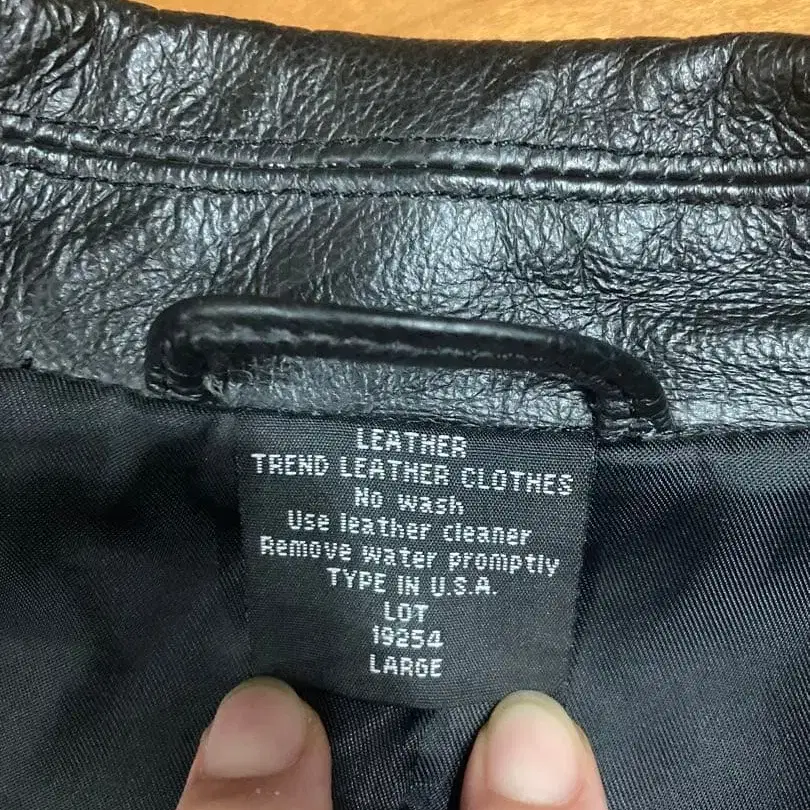 LEATHER
TREND LEATHER CLOTHES
No wash
Use leather cleaner
Remove water promptly
TYPE IN U.S.A.
LOT
19254
LARGE